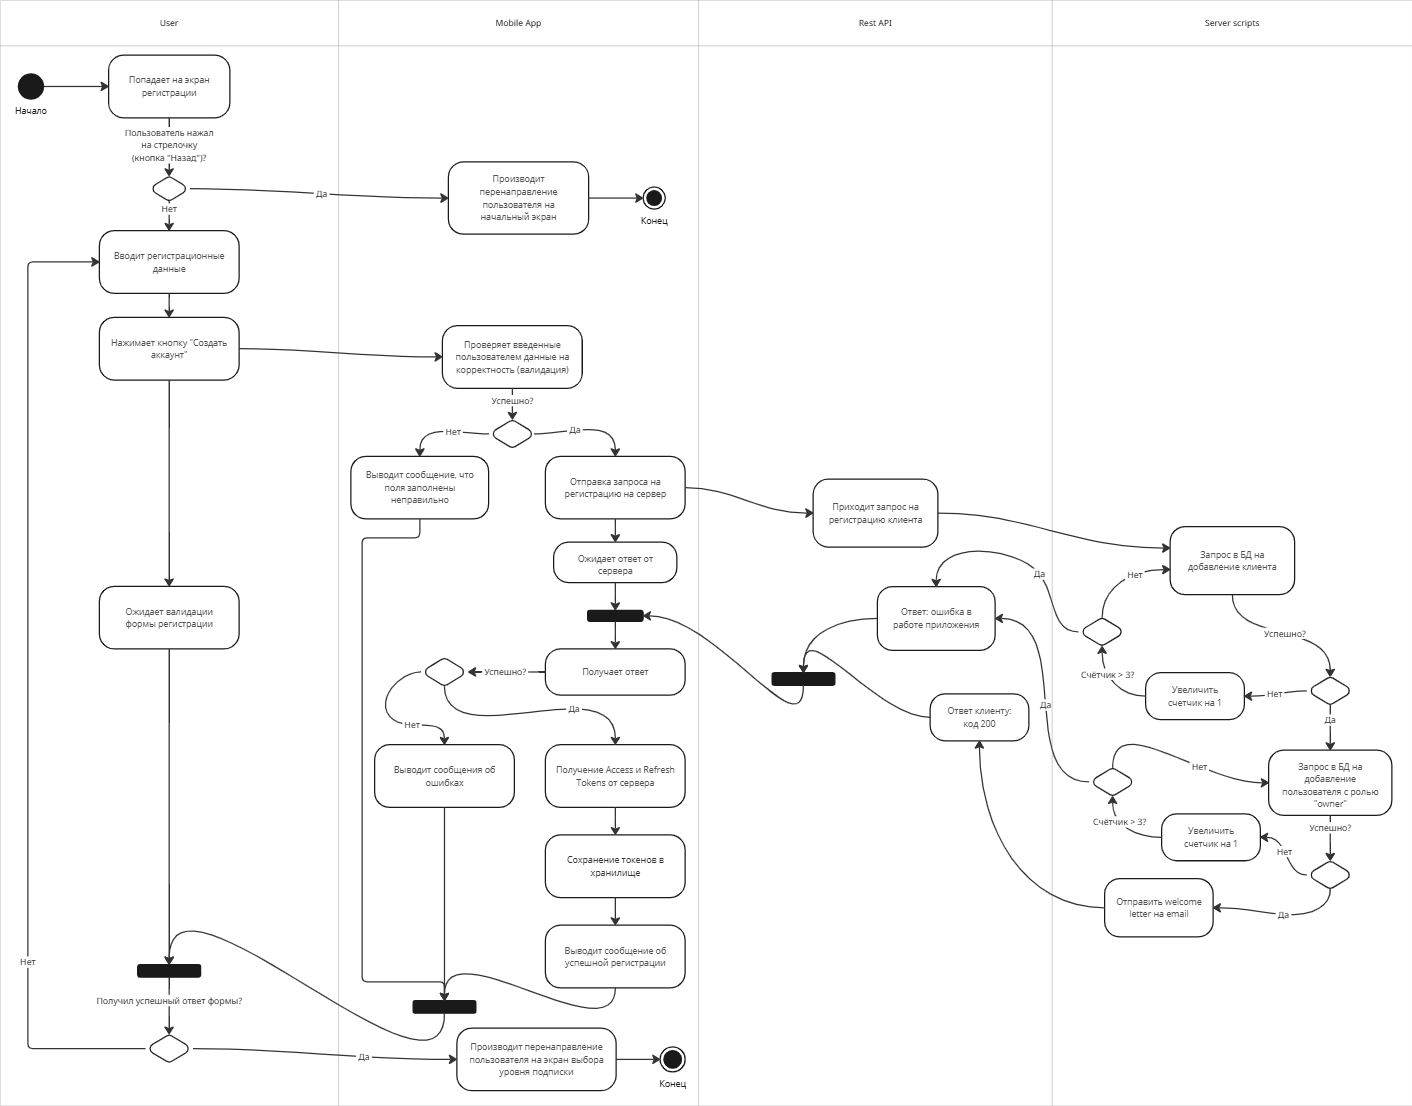 User
Mobile App
Rest API
Server scripts
Начало
Попадает на экран
регистрации
Пользователь нажал
на стрелочку
(кнопка "Назад")?
Да
Нет
Производит
перенаправление
пользователя на
начальный экран
Конец
Вводит регистрационные
данные
Нажимает кнопку "Создать
аккаунт"
Проверяет введенные
пользователем данные на
корректность (валидация)
Успешно?
Нет
Да
Выводит сообщение, что
поля заполнены
неправильно
Отправка запроса на
регистрацию на сервер
Приходит запрос на
регистрацию клиента
Запрос в БД на
добавление клиента
Ожидает ответ от
сервера
Да
Нет
Ожидает валидации
формы регистрации
Ответ: ошибка в
работе приложения
Успешно?
Получает ответ
Успешно?
Счётчик > 3?
Увеличить
счетчик на 1
Нет
Да
Да
Нет
Да
Ответ клиенту:
код 200
Выводит сообщения об
ошибках
Получение Access и Refresh
Tokens от сервера
Нет
Запрос в БД на
добавление
пользователя с ролью
"owner"
Счётчик > 3?
Увеличить
счетчик на 1
Успешно?
Нет
Сохранение токенов в
хранилище
Отправить welcome
letter на email
Да
Выводит сообщение об
успешной регистрации
Нет
Получил успешный ответ формы?
Да
Производит перенаправление
пользователя на экран выбора
уровня подписки
Конец